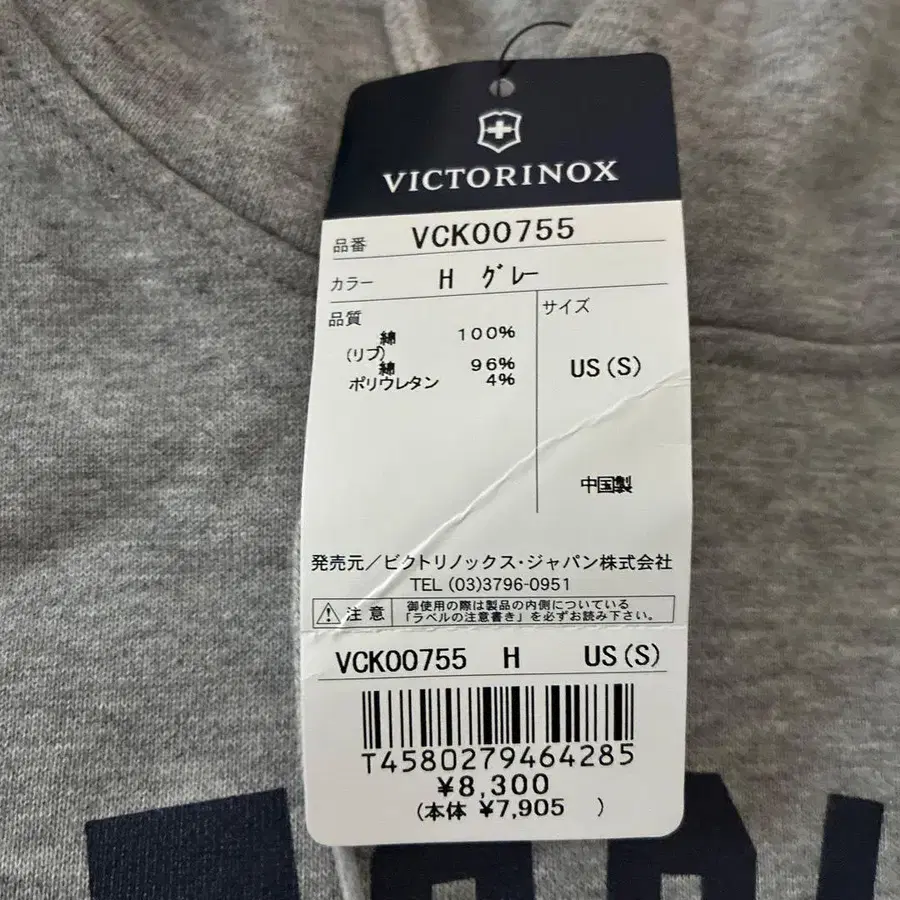 VICTORINOX
品番 VCK00755
カラー H グレー
品質
綿 100%
(リブ)
綿 96%
ポリウレタン 4%
サイズ
US(S)
中国製
発売元/ビクトリノックス・ジャパン株式会社
TEL (03)3796-0951
注意 御使用の際は製品の内側についている
「ラベルの注意書き」を必ずお読み下さい。
VCK00755 H US(S)
T4580279464285
¥8,300
(本体 ¥7,905 )